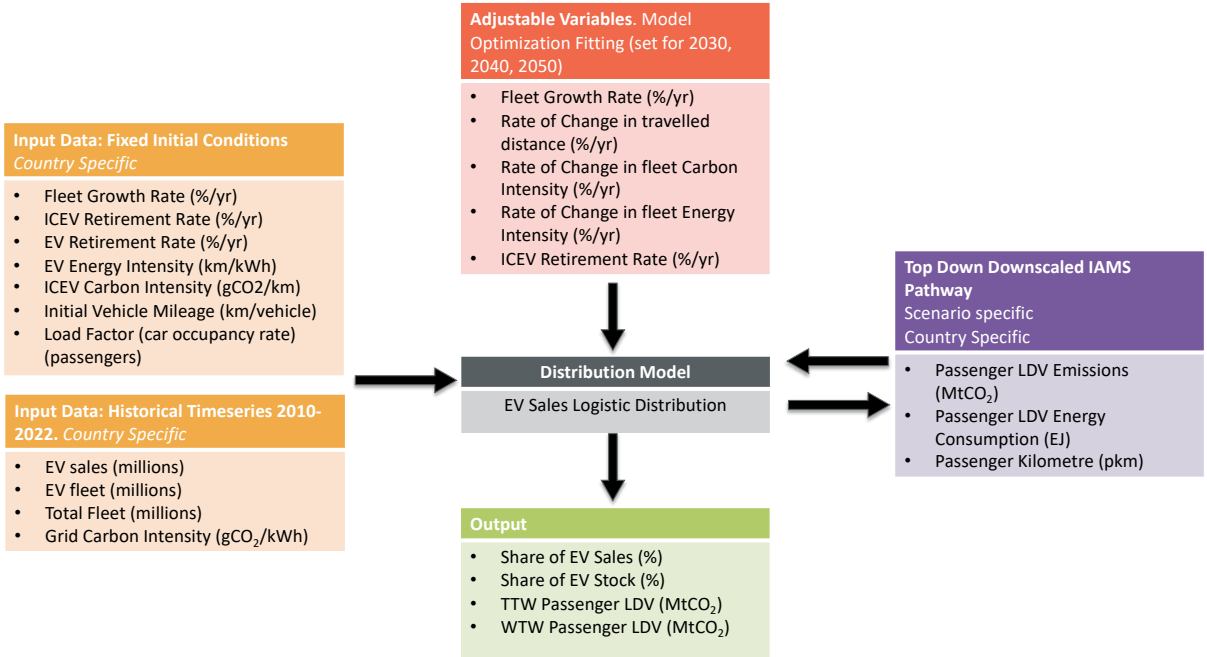 Adjustable Variables. Model
Optimization Fitting (set for 2030,
2040, 2050)
• Fleet Growth Rate (%/yr)
• Rate of Change in travelled
distance (%/yr)
• Rate of Change in fleet Carbon
Intensity (%/yr)
• Rate of Change in fleet Energy
Intensity (%/yr)
• ICEV Retirement Rate (%/yr)
Input Data: Fixed Initial Conditions
Country Specific
• Fleet Growth Rate (%/yr)
• ICEV Retirement Rate (%/yr)
• EV Retirement Rate (%/yr)
• EV Energy Intensity (km/kWh)
• ICEV Carbon Intensity (gCO2/km)
• Initial Vehicle Mileage (km/vehicle)
• Load Factor (car occupancy rate)
(passengers)
Input Data: Historical Timeseries 2010-
2022. Country Specific
• EV sales (millions)
• EV fleet (millions)
• Total Fleet (millions)
• Grid Carbon Intensity (gCO₂/kWh)
Distribution Model
EV Sales Logistic Distribution
Top Down Downscaled IAMS
Pathway
Scenario specific
Country Specific
• Passenger LDV Emissions
(MtCO₂)
• Passenger LDV Energy
Consumption (EJ)
• Passenger Kilometre (pkm)
Output
• Share of EV Sales (%)
• Share of EV Stock (%)
• TTW Passenger LDV (MtCO₂)
• WTW Passenger LDV (MtCO₂)